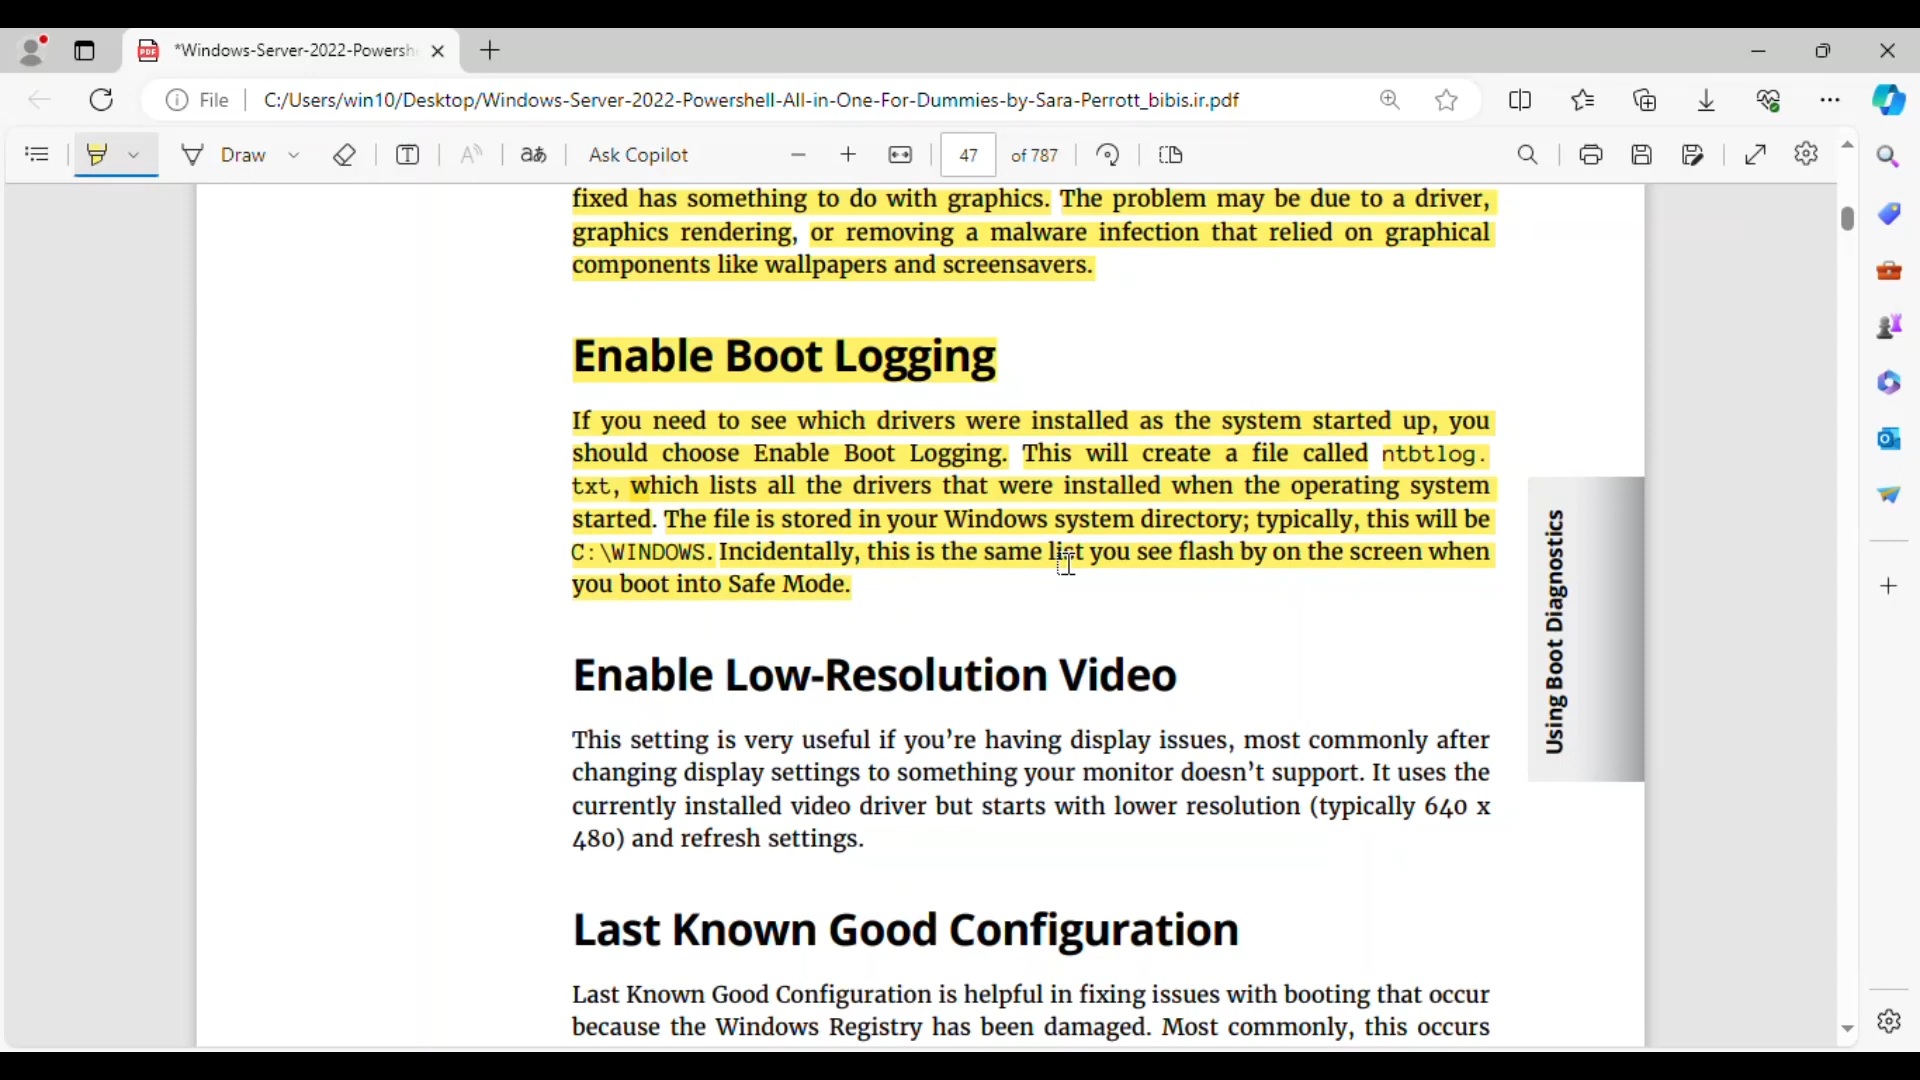 *Windows-Server-2022-Powersh
File
C:/Users/win10/Desktop/Windows-Server-2022-Powershell-All-in-One-For-Dummies-by-Sara-Perrott_bibis.ir.pdf
Draw
Ask Copilot
47 of 787
fixed has something to do with graphics. The problem may be due to a driver,
graphics rendering, or removing a malware infection that relied on graphical
components like wallpapers and screensavers.
Enable Boot Logging
If you need to see which drivers were installed as the system started up, you
should choose Enable Boot Logging. This will create a file called ntbtlog.
txt, which lists all the drivers that were installed when the operating system
started. The file is stored in your Windows system directory; typically, this will be
C:\WINDOWS. Incidentally, this is the same list you see flash by on the screen when
you boot into Safe Mode.
Enable Low-Resolution Video
This setting is very useful if you’re having display issues, most commonly after
changing display settings to something your monitor doesn’t support. It uses the
currently installed video driver but starts with lower resolution (typically 640 x
480) and refresh settings.
Last Known Good Configuration
Last Known Good Configuration is helpful in fixing issues with booting that occur
because the Windows Registry has been damaged. Most commonly, this occurs
Using Boot Diagnostics